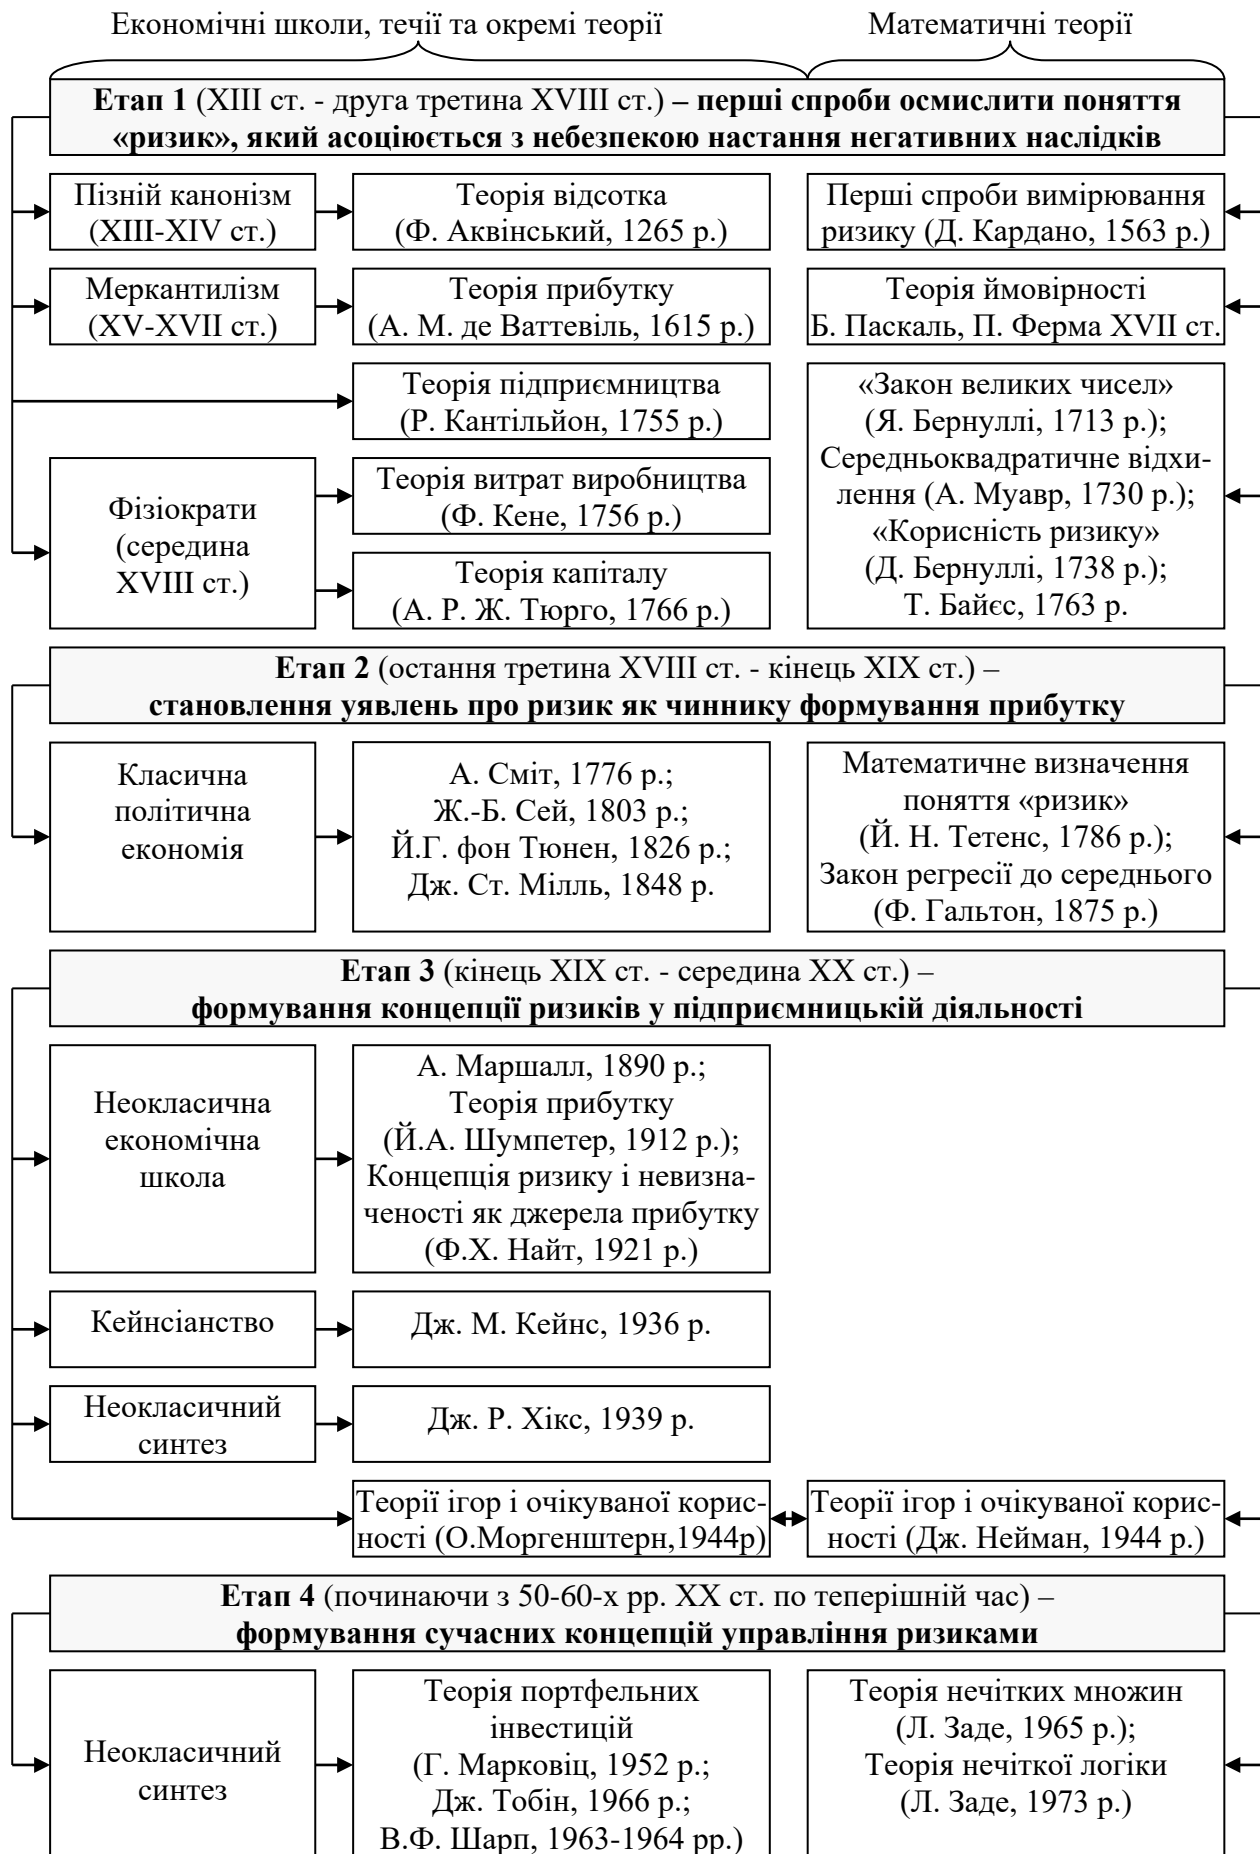 Економічні школи, течії та окремі теорії
Математичні теорії
Етап 1 (XIII ст. - друга третина XVIII ст.) – перші спроби осмислити поняття
«ризик», який асоціюється з небезпекою настання негативних наслідків
Пізній канонізм
(XIII-XIV ст.)
Теорія відсотка
(Ф. Аквінський, 1265 р.)
Перші спроби вимірювання
ризику (Д. Кардано, 1563 р.)
Меркантилізм
(XV-XVII ст.)
Теорія прибутку
(А. М. де Ваттевіль, 1615 р.)
Теорія ймовірності
Б. Паскаль, П. Ферма XVII ст.
Теорія підприємництва
(Р. Кантільйон, 1755 р.)
«Закон великих чисел»
(Я. Бернуллі, 1713 р.);
Середньоквадратичне відхи-
лення (А. Муавр, 1730 р.);
«Корисність ризику»
(Д. Бернуллі, 1738 р.);
Т. Байєс, 1763 р.
Фізіократи
(середина
XVIII ст.)
Теорія витрат виробництва
(Ф. Кене, 1756 р.)
Теорія капіталу
(А. Р. Ж. Тюрго, 1766 р.)
Етап 2 (остання третина XVIII ст. - кінець XIX ст.) –
становлення уявлень про ризик як чиннику формування прибутку
Класична
політична
економія
А. Сміт, 1776 р.;
Ж.-Б. Сей, 1803 р.;
Й.Г. фон Тюнен, 1826 р.;
Дж. Ст. Мілль, 1848 р.
Математичне визначення
поняття «ризик»
(Й. Н. Тетенс, 1786 р.);
Закон регресії до середнього
(Ф. Гальтон, 1875 р.)
Етап 3 (кінець XIX ст. - середина XX ст.) –
формування концепції ризиків у підприємницькій діяльності
Неокласична
економічна
школа
А. Маршалл, 1890 р.;
Теорія прибутку
(Й.А. Шумпетер, 1912 р.);
Концепція ризику і невизна-
ченості як джерела прибутку
(Ф.Х. Найт, 1921 р.)
Кейнсіанство
Дж. М. Кейнс, 1936 р.
Неокласичний
синтез
Дж. Р. Хікс, 1939 р.
Теорії ігор і очікуваної корис-
ності (О.Моргенштерн,1944р)
Теорії ігор і очікуваної корис-
ності (Дж. Нейман, 1944 р.)
Етап 4 (починаючи з 50-60-х рр. XX ст. по теперішній час) –
формування сучасних концепцій управління ризиками
Неокласичний
синтез
Теорія портфельних
інвестицій
(Г. Марковіц, 1952 р.;
Дж. Тобін, 1966 р.;
В.Ф. Шарп, 1963-1964 рр.)
Теорія нечітких множин
(Л. Заде, 1965 р.);
Теорія нечіткої логіки
(Л. Заде, 1973 р.)